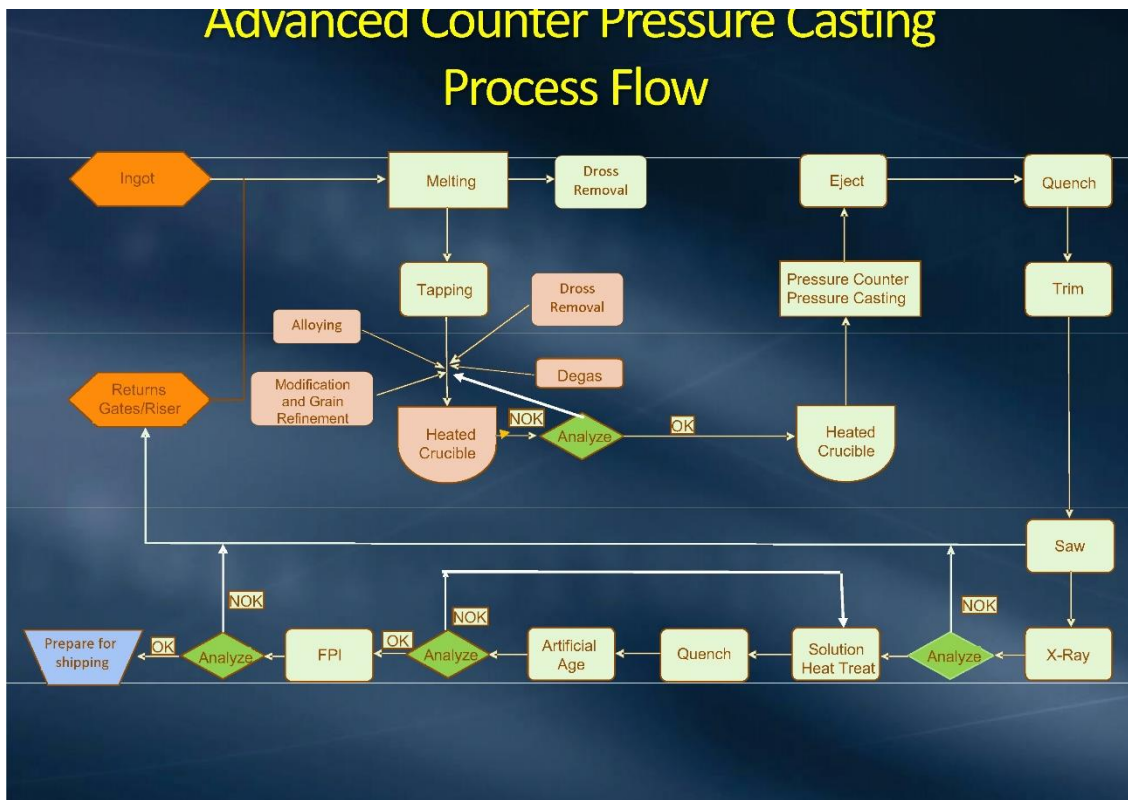 Advanced Counter Pressure Casting
Process Flow
Ingot
Melting
Dross
Removal
Eject
Quench
Tapping
Dross
Removal
Pressure Counter
Pressure Casting
Trim
Alloying
Degas
Modification
and Grain
Refinement
Returns
Gates/Riser
Heated
Crucible
NOK
Analyze
OK
Heated
Crucible
Saw
NOK
NOK
NOK
Prepare for
shipping
OK
Analyze
FPI
OK
Analyze
Artificial
Age
Quench
Solution
Heat Treat
Analyze
X-Ray